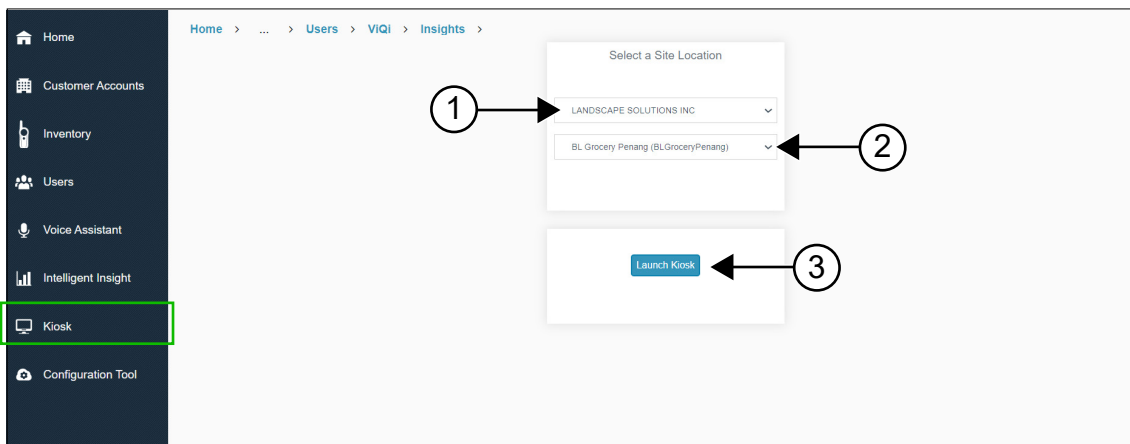 Home
Customer Accounts
Inventory
Users
Voice Assistant
Intelligent Insight
Kiosk
Configuration Tool
Home > ... > Users > ViQi > Insights >
Select a Site Location
1
LANDSCAPE SOLUTIONS INC
BL Grocery Penang (BLGroceryPenang)
2
Launch Kiosk
3